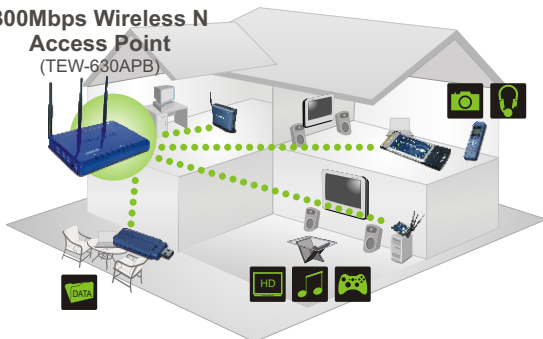 300Mbps Wireless N
Access Point
(TEW-630APB)
HD
DATA